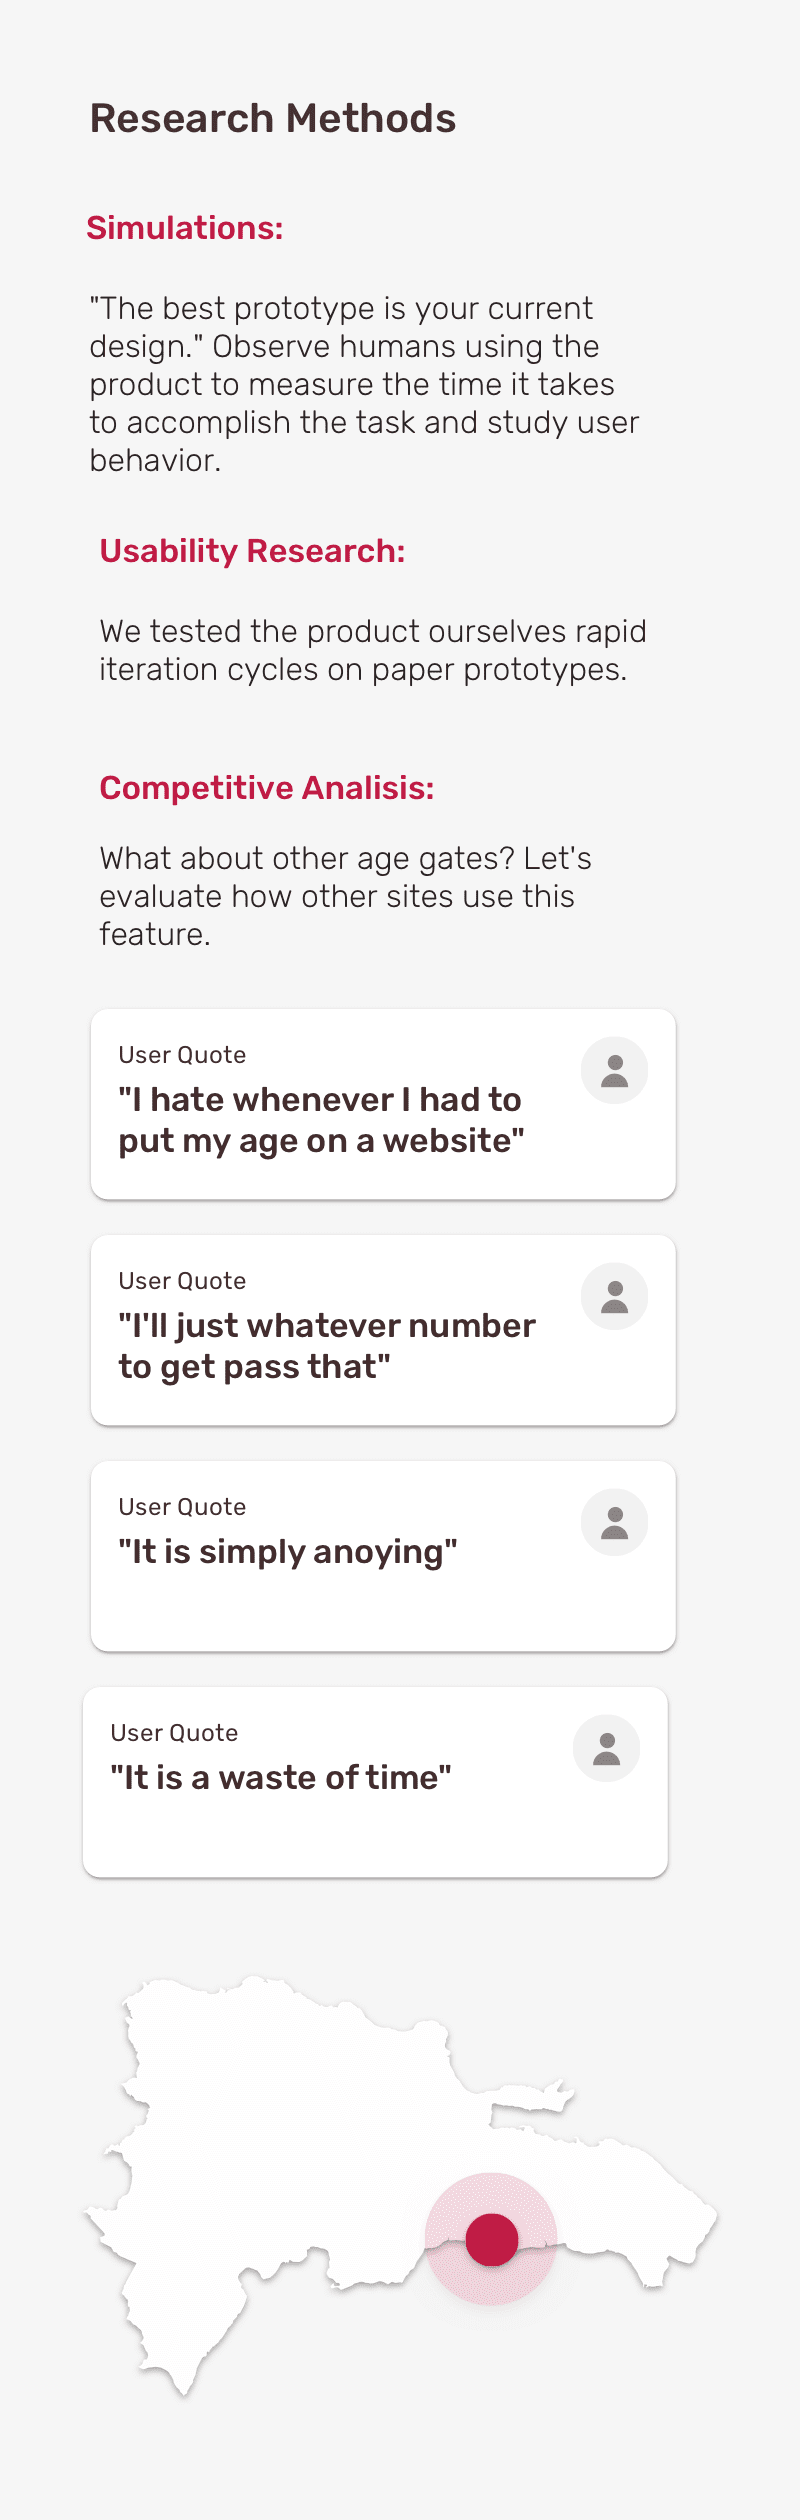 Research Methods
Simulations:
"The best prototype is your current
design." Observe humans using the
product to measure the time it takes
to accomplish the task and study user
behavior.
Usability Research:
We tested the product ourselves rapid
iteration cycles on paper prototypes.
Competitive Analisis:
What about other age gates? Let's
evaluate how other sites use this
feature.
User Quote
"I hate whenever I had to
put my age on a website"
User Quote
"I'll just whatever number
to get pass that"
User Quote
"It is simply anoying"
User Quote
"It is a waste of time"